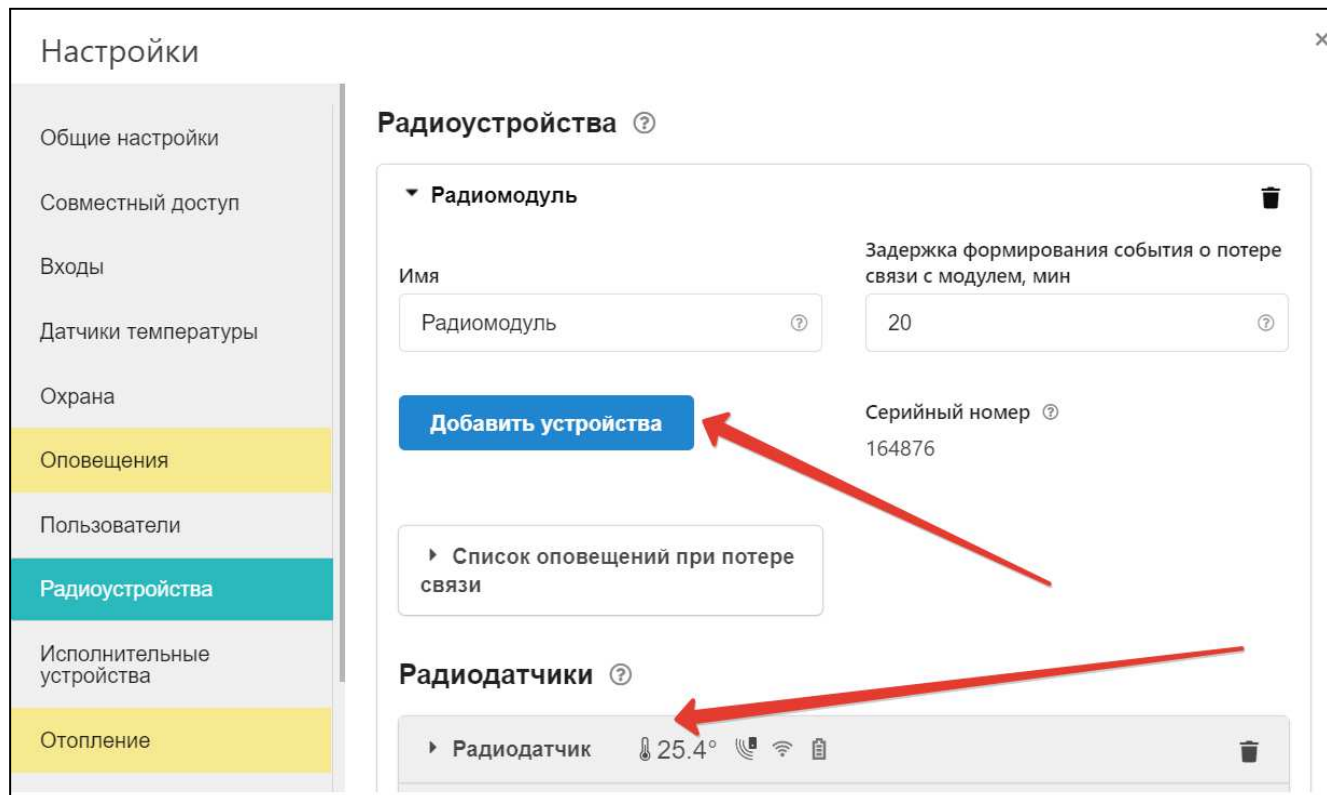 Настройки
Общие настройки
Совместный доступ
Входы
Датчики температуры
Охрана
Оповещения
Пользователи
Радиоустройства
Исполнительные
устройства
Отопление
Радиоустройства
Радиомодуль
Имя
Радиомодуль
Задержка формирования события о потере
связи с модулем, мин
20
Добавить устройства
Серийный номер
164876
Список оповещений при потере
связи
Радиодатчики
Радиодатчик 25.4°